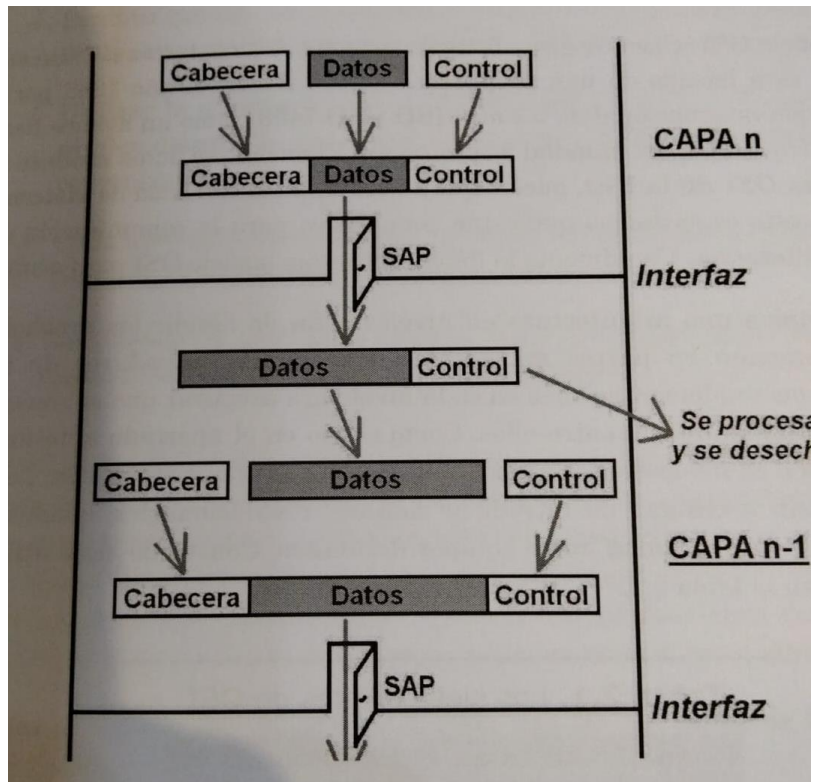 Cabecera Datos Control
CAPA n
Cabecera Datos Control
SAP
Interfaz
Datos Control
Se procesa
y se desech
Cabecera Datos Control
CAPA n-1
Cabecera Datos Control
SAP
Interfaz